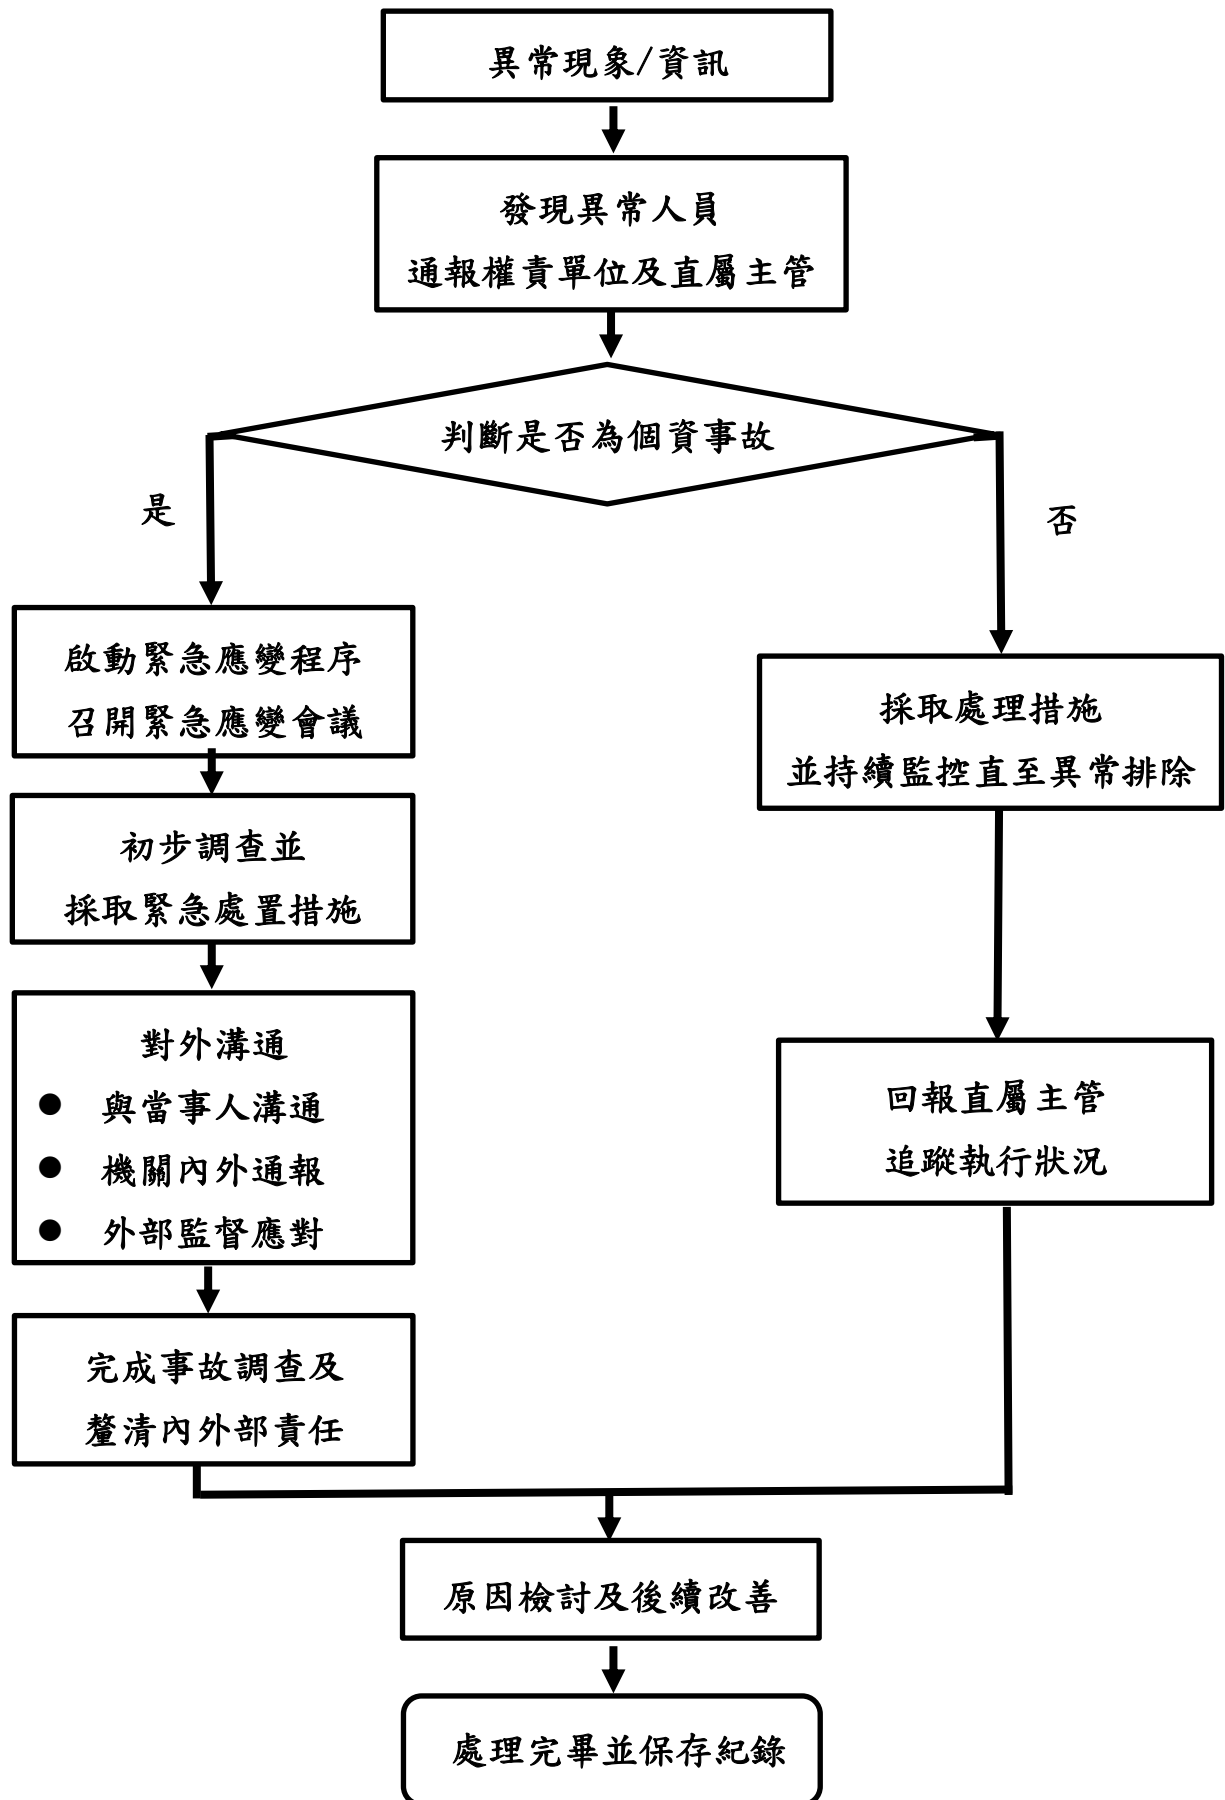 異常現象/資訊
發現異常人員
通報權責單位及直屬主管
判斷是否為個資事故
是
否
啟動緊急應變程序
召開緊急應變會議
採取處理措施
並持續監控直至異常排除
初步調查並
採取緊急處置措施
對外溝通
● 與當事人溝通
● 機關內外通報
● 外部監督應對
回報直屬主管
追蹤執行狀況
完成事故調查及
釐清內外部責任
原因檢討及後續改善
處理完畢並保存紀錄